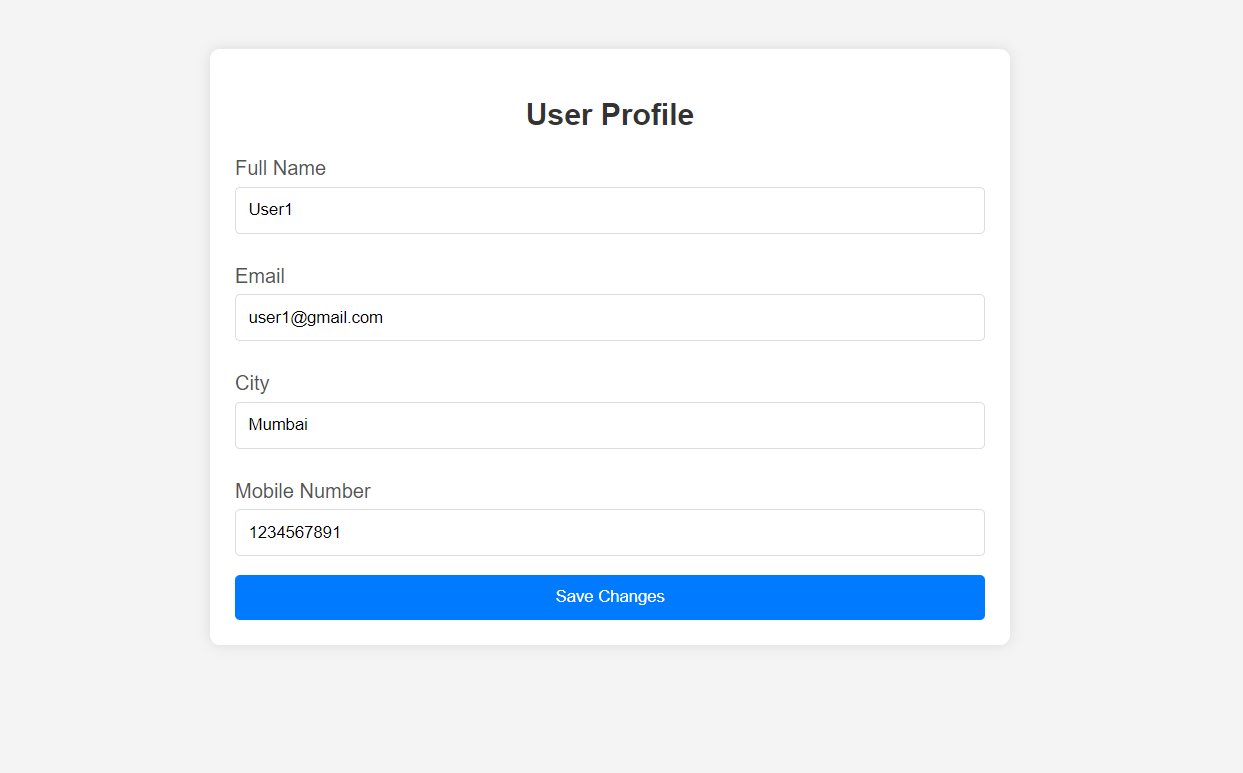 User Profile
Full Name
User1
Email
user1@gmail.com
City
Mumbai
Mobile Number
1234567891
Save Changes